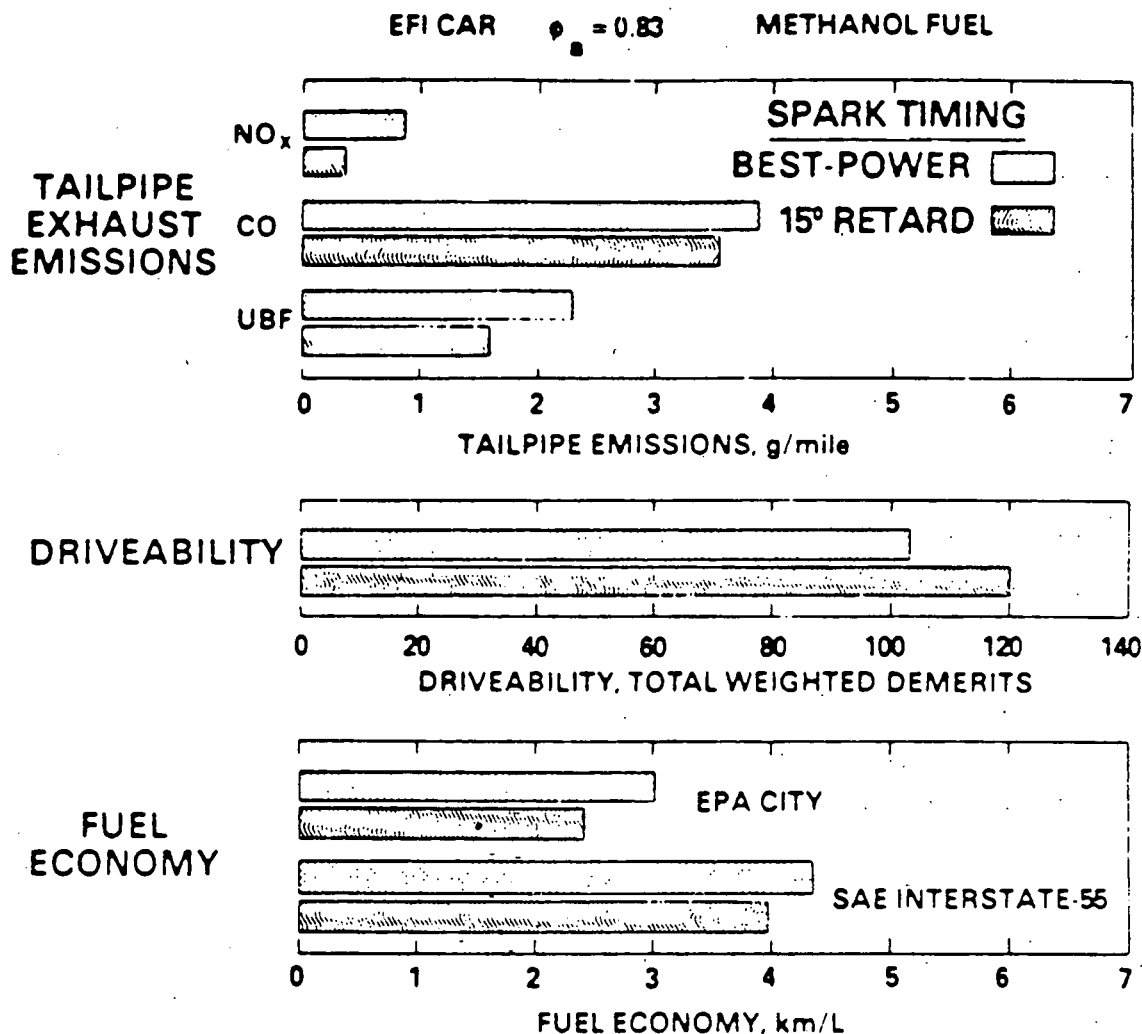 EFI CAR ϕa = 0.83 METHANOL FUEL
SPARK TIMING
BEST-POWER
15° RETARD
TAILPIPE
EXHAUST
EMISSIONS
NOx
CO
UBF
0 1 2 3 4 5 6 7
TAILPIPE EMISSIONS, g/mile
DRIVEABILITY
0 20 40 60 80 100 120 140
DRIVEABILITY, TOTAL WEIGHTED DEMERITS
FUEL
ECONOMY
EPA CITY
SAE INTERSTATE-55
0 1 2 3 4 5 6 7
FUEL ECONOMY, km/L